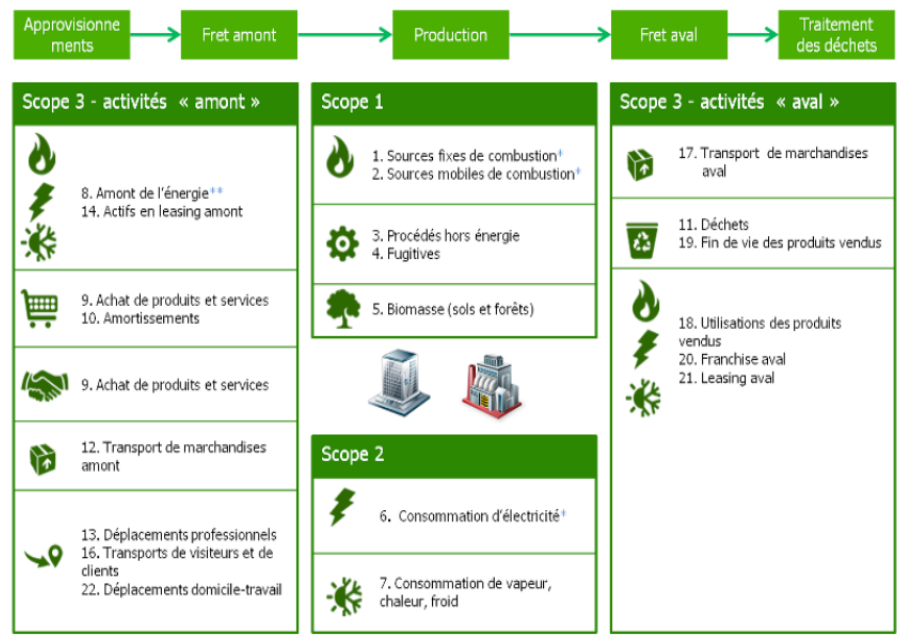 Approvisionne
ments
Fret amont
Production
Fret aval
Traitement
des déchets
Scope 3 - activités « amont »
8. Amont de l'énergie**
14. Actifs en leasing amont
9. Achat de produits et services
10. Amortissements
9. Achat de produits et services
12. Transport de marchandises
amont
13. Déplacements professionnels
16. Transports de visiteurs et de
clients
22. Déplacements domicile-travail
Scope 1
1. Sources fixes de combustion*
2. Sources mobiles de combustion*
3. Procédés hors énergie
4. Fugitives
5. Biomasse (sols et forêts)
Scope 2
6. Consommation d'électricité*
7. Consommation de vapeur,
chaleur, froid
Scope 3 - activités « aval »
17. Transport de marchandises
aval
11. Déchets
19. Fin de vie des produits vendus
18. Utilisations des produits
vendus
20. Franchise aval
21. Leasing aval